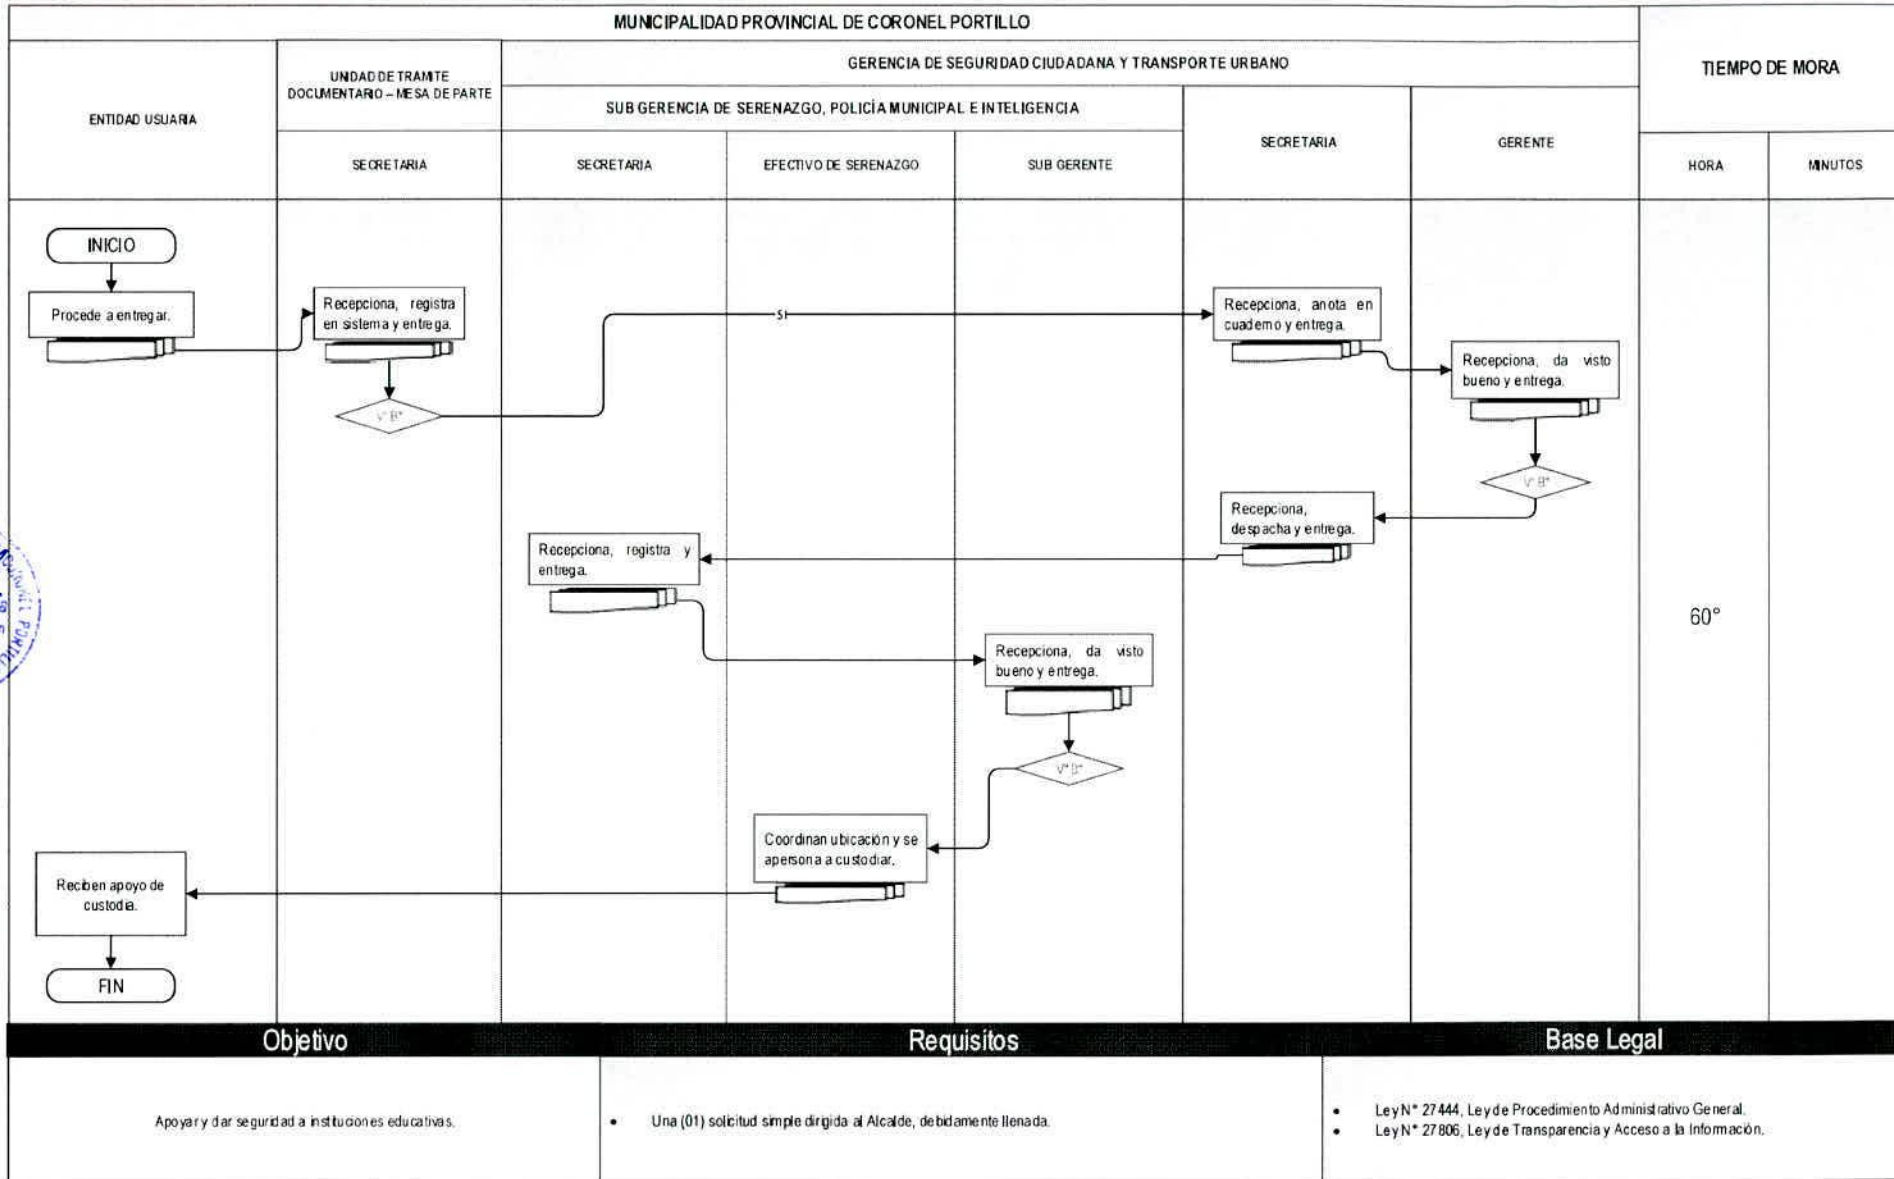 MUNICIPALIDAD PROVINCIAL DE CORONEL PORTILLO
TIEMPO DE MORA
ENTIDAD USUARIA
UNIDAD DE TRAMITE
DOCUMENTARIO – MESA DE PARTE
GERENCIA DE SEGURIDAD CIUDADANA Y TRANSPORTE URBANO
SUB GERENCIA DE SERENAZGO, POLICÍA MUNICIPAL E INTELIGENCIA
SECRETARIA
GERENTE
SECRETARIA
SECRETARIA
EFECTIVO DE SERENAZGO
SUB GERENTE
HORA
MINUTOS
INICIO
Procede a entregar.
Recepciona, registra
en sistema y entrega.
V°B°
SI
Recepciona, anota en
cuaderno y entrega.
Recepciona, da visto
bueno y entrega.
V°B°
Recepciona,
despacha y entrega.
Recepciona, registra y
entrega.
Recepciona, da visto
bueno y entrega.
V°B°
Coordinan ubicación y se
apersona a custodiar.
Reciben apoyo de
custodia.
FIN
60°
Objetivo
Requisitos
Base Legal
Apoyar y dar seguridad a instituciones educativas.
• Una (01) solicitud simple dirigida al Alcalde, debidamente llenada.
• Ley N° 27444, Ley de Procedimiento Administrativo General.
• Ley N° 27806, Ley de Transparencia y Acceso a la Información.